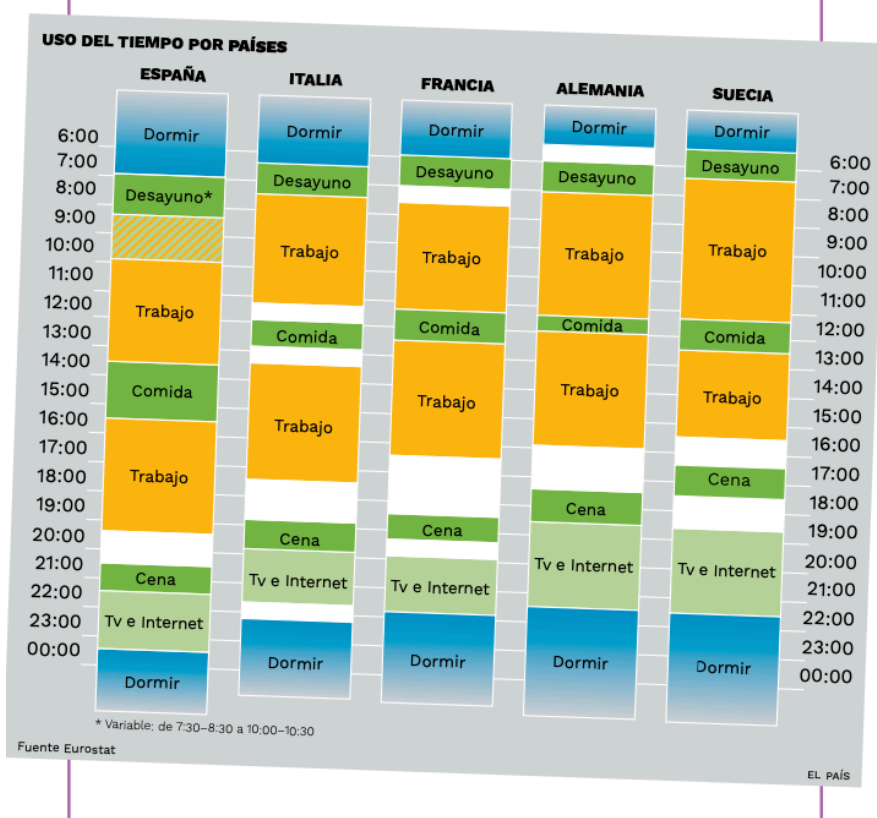 USO DEL TIEMPO POR PAÍSES
ESPAÑA
ITALIA
FRANCIA
ALEMANIA
SUECIA
6:00
7:00
8:00
9:00
10:00
11:00
12:00
13:00
14:00
15:00
16:00
17:00
18:00
19:00
20:00
21:00
22:00
23:00
00:00
Dormir
Desayuno*
Trabajo
Comida
Trabajo
Cena
Tv e Internet
Dormir
Dormir
Desayuno
Trabajo
Comida
Trabajo
Cena
Tv e Internet
Dormir
Dormir
Desayuno
Trabajo
Comida
Trabajo
Cena
Tv e Internet
Dormir
Dormir
Desayuno
Trabajo
Comida
Trabajo
Cena
Tv e Internet
Dormir
Dormir
Desayuno
Trabajo
Comida
Trabajo
Cena
Tv e Internet
Dormir
6:00
7:00
8:00
9:00
10:00
11:00
12:00
13:00
14:00
15:00
16:00
17:00
18:00
19:00
20:00
21:00
22:00
23:00
00:00
* Variable; de 7:30–8:30 a 10:00–10:30
Fuente Eurostat
EL PAÍS